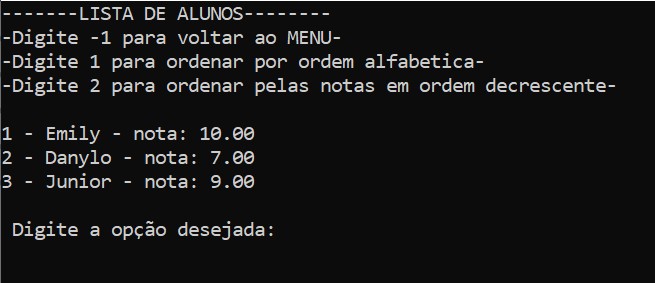 -------LISTA DE ALUNOS--------
-Digite -1 para voltar ao MENU-
-Digite 1 para ordenar por ordem alfabetica-
-Digite 2 para ordenar pelas notas em ordem decrescente-
1 - Emily - nota: 10.00
2 - Danylo - nota: 7.00
3 - Junior - nota: 9.00
Digite a opção desejada: